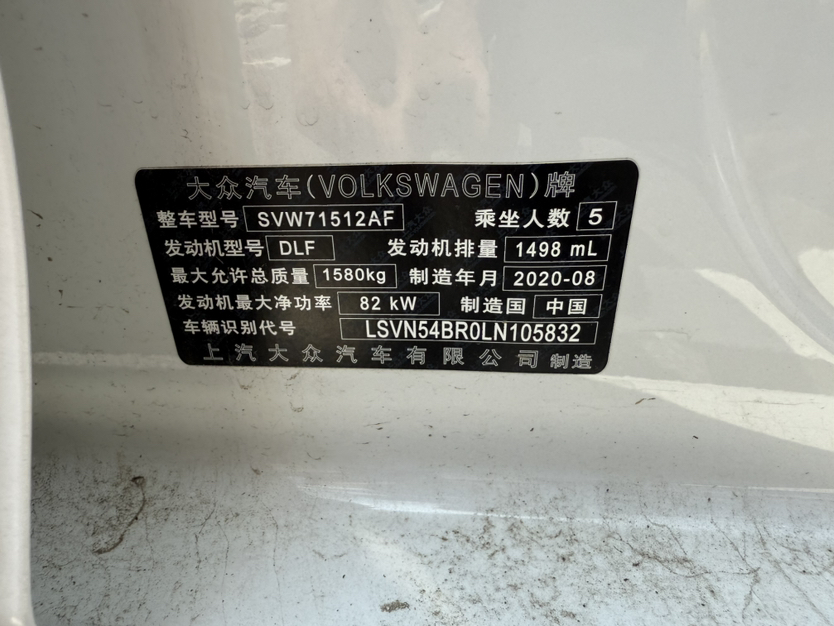 大众汽车(VOLKSWAGEN)牌
整车型号 SVW71512AF 乘坐人数 5
发动机型号 DLF 发动机排量 1498 mL
最大允许总质量 1580kg 制造年月 2020-08
发动机最大净功率 82 kW 制造国 中国
车辆识别代号 LSVN54BR0LN105832
上汽大众汽车有限公司 制造